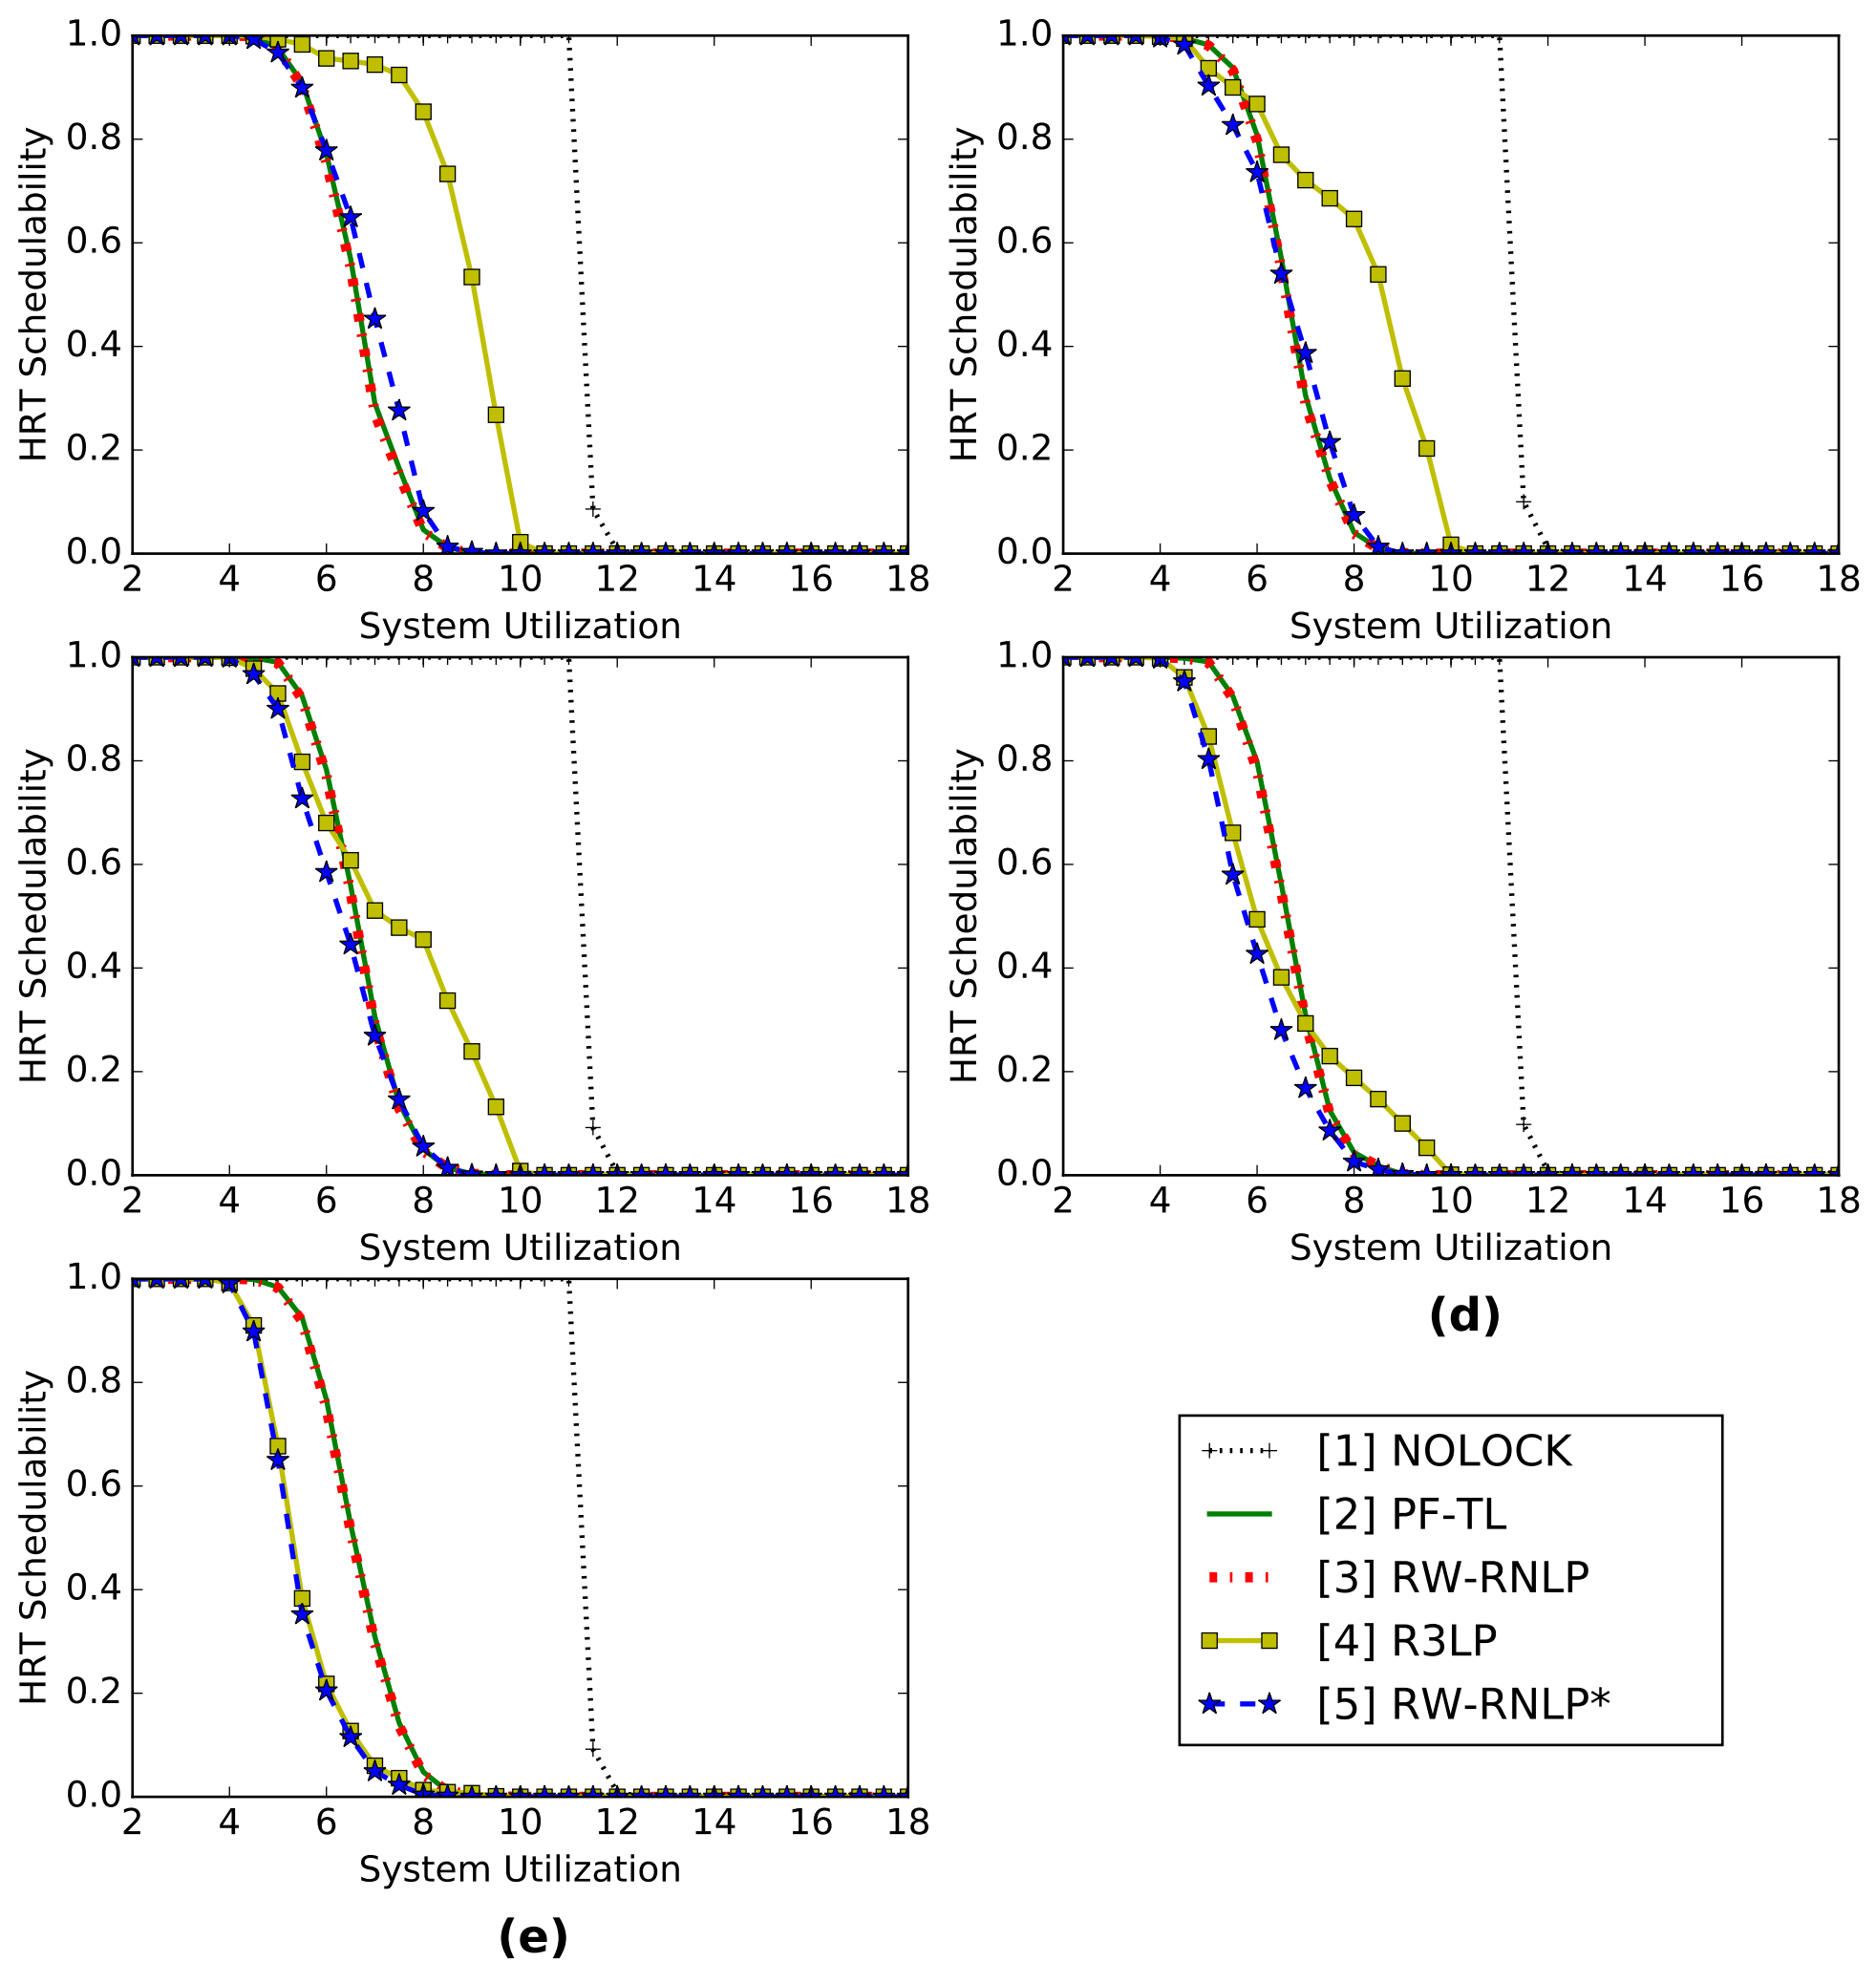 1.0
0.8
0.6
0.4
0.2
0.0
HRT Schedulability
2 4 6 8 10 12 14 16 18
System Utilization
1.0
0.8
0.6
0.4
0.2
0.0
HRT Schedulability
2 4 6 8 10 12 14 16 18
System Utilization
1.0
0.8
0.6
0.4
0.2
0.0
HRT Schedulability
2 4 6 8 10 12 14 16 18
System Utilization
1.0
0.8
0.6
0.4
0.2
0.0
HRT Schedulability
2 4 6 8 10 12 14 16 18
System Utilization
(d)
1.0
0.8
0.6
0.4
0.2
0.0
HRT Schedulability
2 4 6 8 10 12 14 16 18
System Utilization
(e)
[1] NOLOCK
[2] PF-TL
[3] RW-RNLP
[4] R3LP
[5] RW-RNLP*